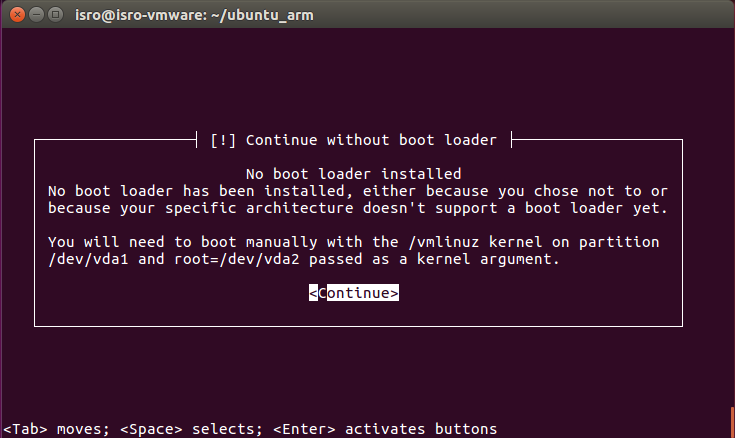 isro@isro-vmware: ~/ubuntu_arm
[!] Continue without boot loader
No boot loader installed
No boot loader has been installed, either because you chose not to or
because your specific architecture doesn't support a boot loader yet.
You will need to boot manually with the /vmlinuz kernel on partition
/dev/vda1 and root=/dev/vda2 passed as a kernel argument.
<Continue>
<Tab> moves; <Space> selects; <Enter> activates buttons